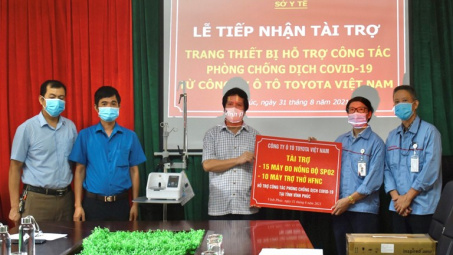 SỞ Y TẾ
LỄ TIẾP NHẬN TÀI TRỢ
TRANG THIẾT BỊ HỖ TRỢ CÔNG TÁC
PHÒNG CHỐNG DỊCH COVID-19
TỪ CÔNG TY Ô TÔ TOYOTA VIỆT NAM
31 tháng 8 năm 2021
CÔNG TY Ô TÔ TOYOTA VIỆT NAM
TÀI TRỢ
- 15 MÁY ĐO NỒNG ĐỘ SPO2
- 10 MÁY TRỢ THỞ HFNC
HỖ TRỢ CÔNG TÁC PHÒNG CHỐNG DỊCH COVID-19
TẠI TỈNH VĨNH PHÚC